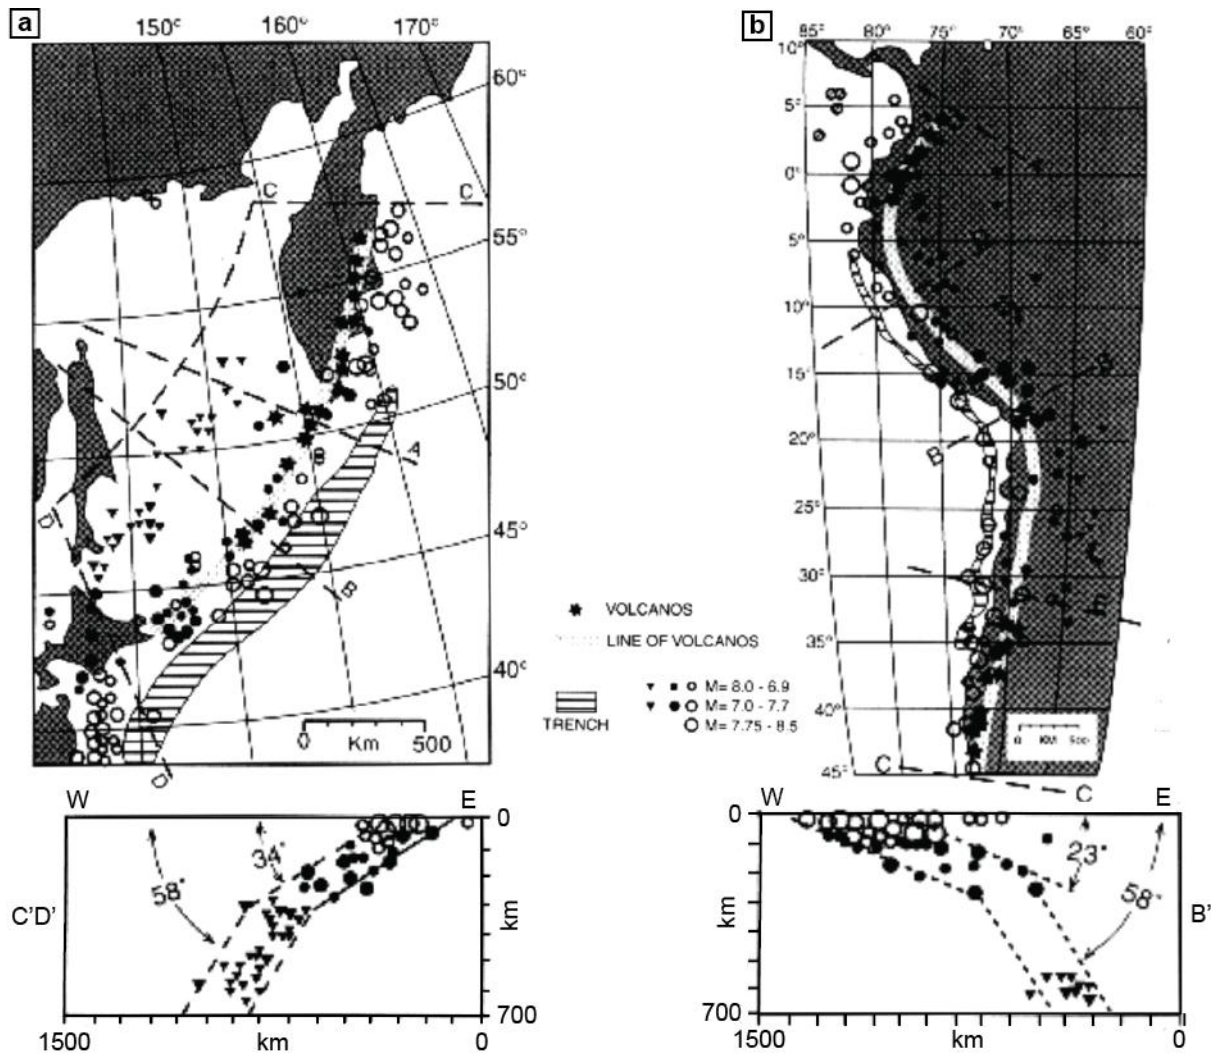 a
150° 160° 170°
60°
55°
50°
45°
40°
C C
A
B
D
D
0 Km 500
b
85° 80° 75° 70° 65° 60°
10°
5°
0°
5°
10°
15°
20°
25°
30°
35°
40°
45°
B
C C
0 KM 500
VOLCANOS
LINE OF VOLCANOS
TRENCH
M= 8.0 - 6.9
M= 7.0 - 7.7
M= 7.75 - 8.5
W E
0
34°
58°
C'D'
km
700
1500 km 0
W E
0
23°
58°
km
B'
700
1500 km 0